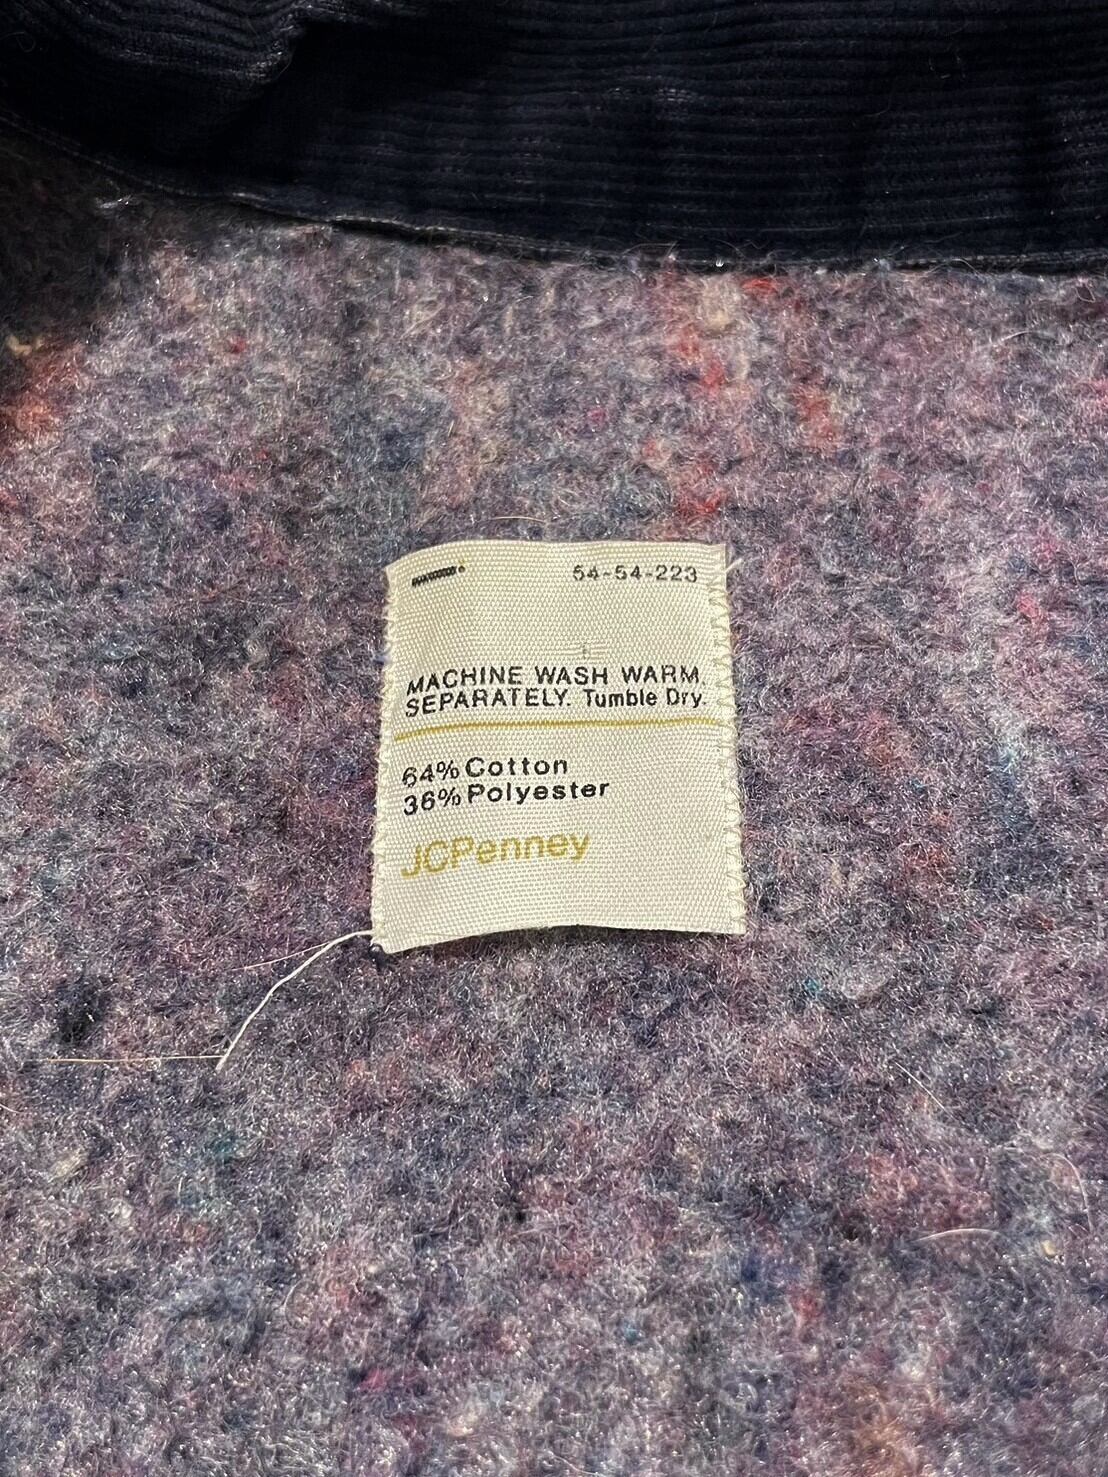 54-54-223
MACHINE WASH WARM.
SEPARATELY. Tumble Dry.
64% Cotton
36% Polyester
JCPenney